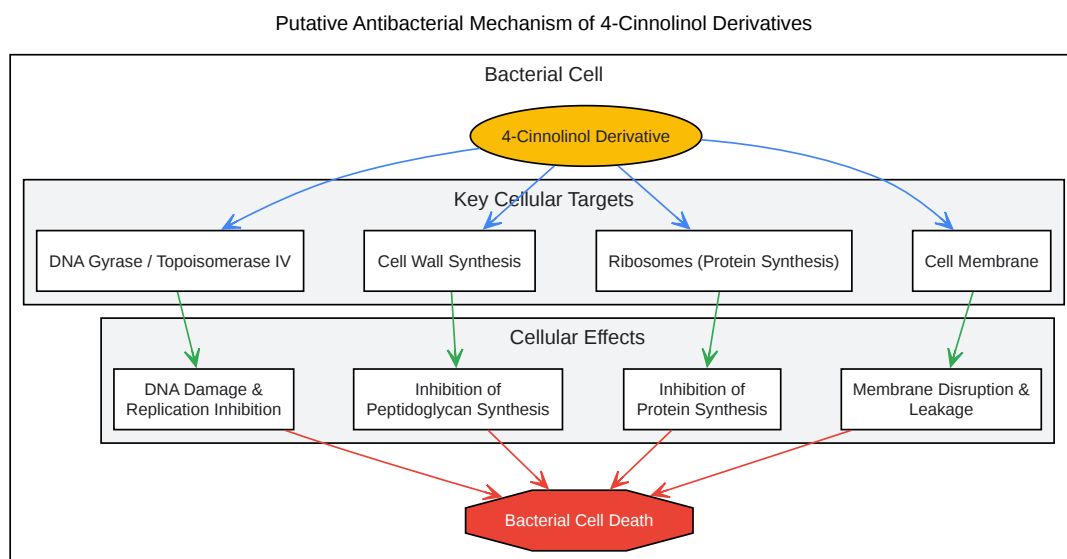 Putative Antibacterial Mechanism of 4-Cinnolinol Derivatives
Bacterial Cell
4-Cinnolinol Derivative
Key Cellular Targets
DNA Gyrase / Topoisomerase IV
Cell Wall Synthesis
Ribosomes (Protein Synthesis)
Cell Membrane
Cellular Effects
DNA Damage &
Replication Inhibition
Inhibition of
Peptidoglycan Synthesis
Inhibition of
Protein Synthesis
Membrane Disruption &
Leakage
Bacterial Cell Death